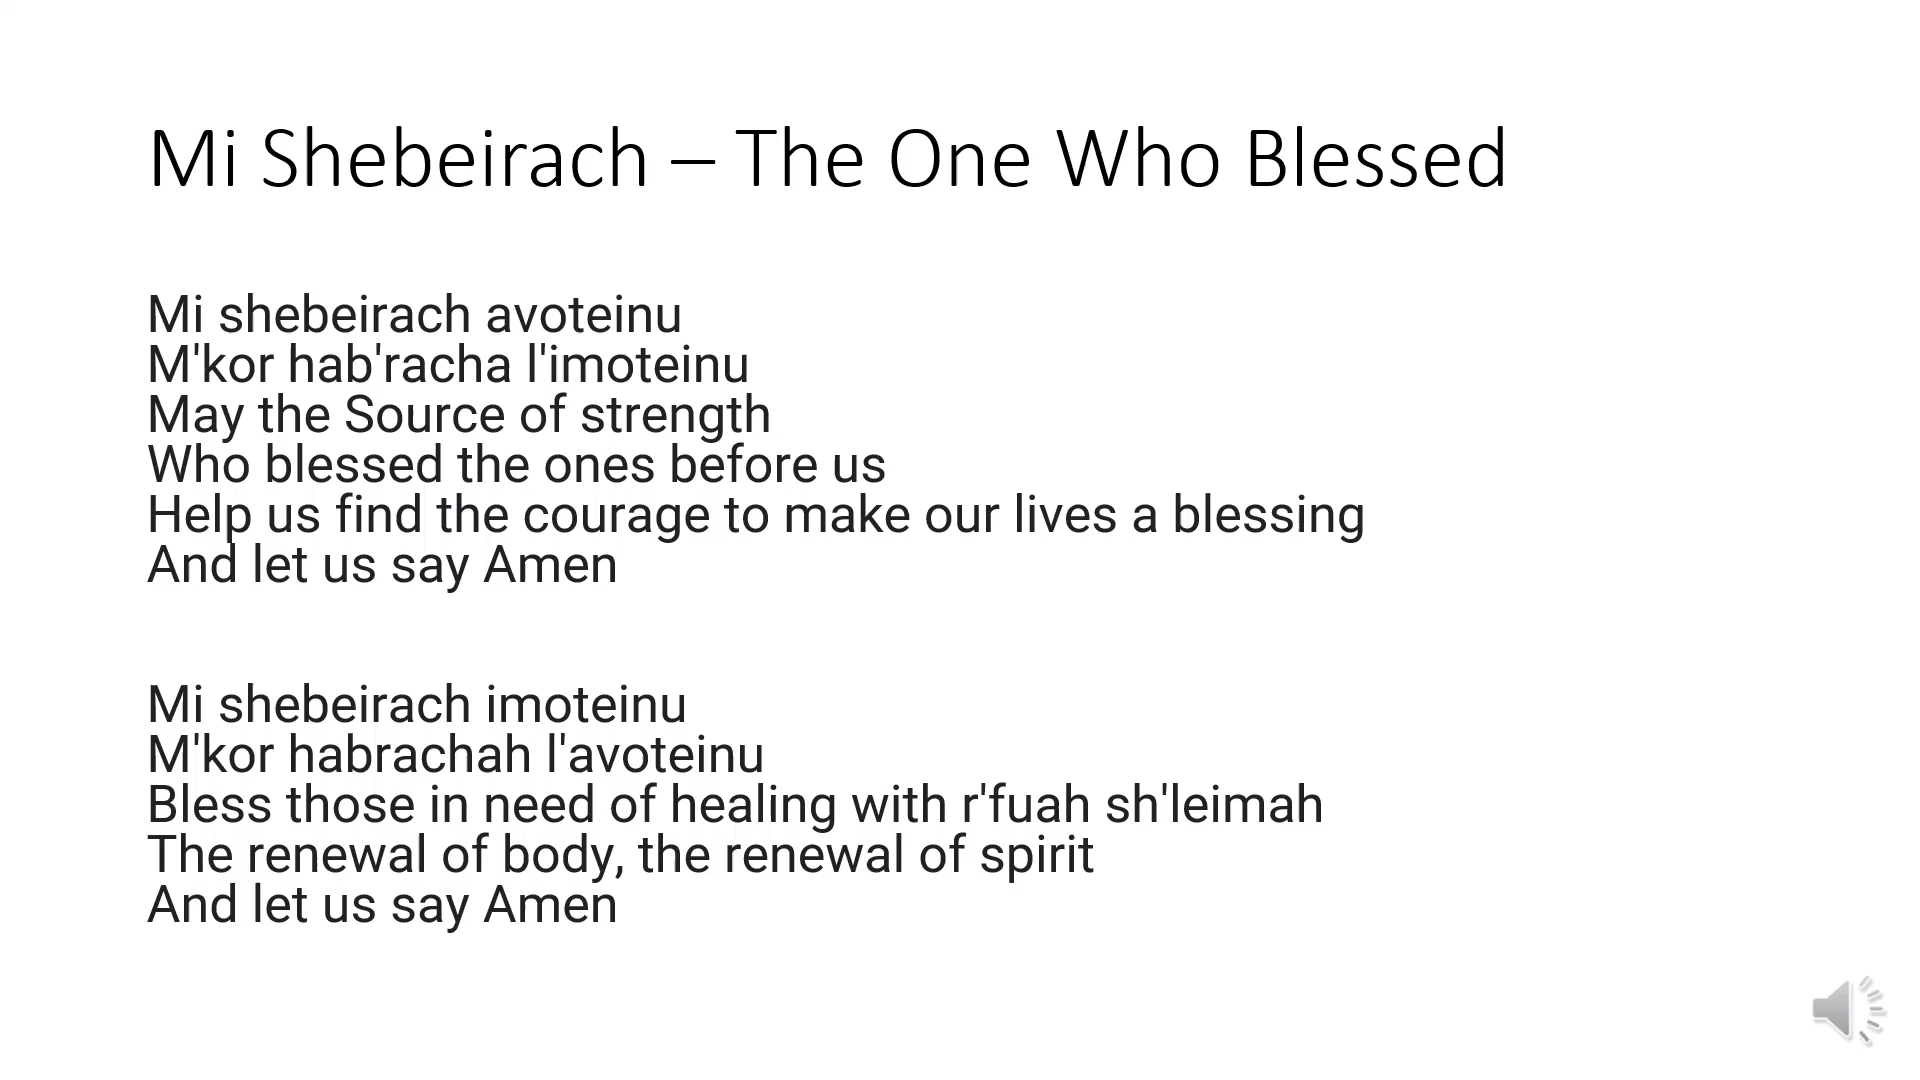 Mi Shebeirach – The One Who Blessed
Mi shebeirach avoteinu
M'kor hab'racha l'imoteinu
May the Source of strength
Who blessed the ones before us
Help us find the courage to make our lives a blessing
And let us say Amen
Mi shebeirach imoteinu
M'kor habrachah l'avoteinu
Bless those in need of healing with r'fuah sh'leimah
The renewal of body, the renewal of spirit
And let us say Amen